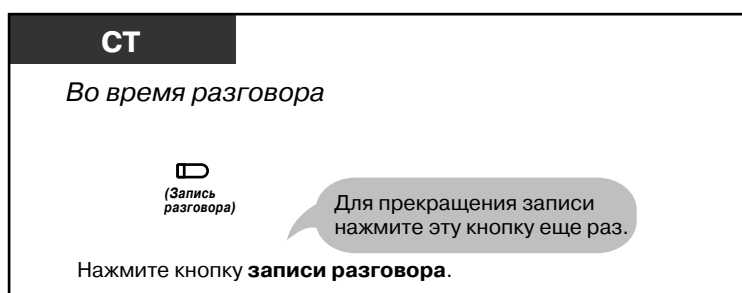 СТ
Во время разговора
(Запись
разговора)
Для прекращения записи
нажмите эту кнопку еще раз.
Нажмите кнопку записи разговора.